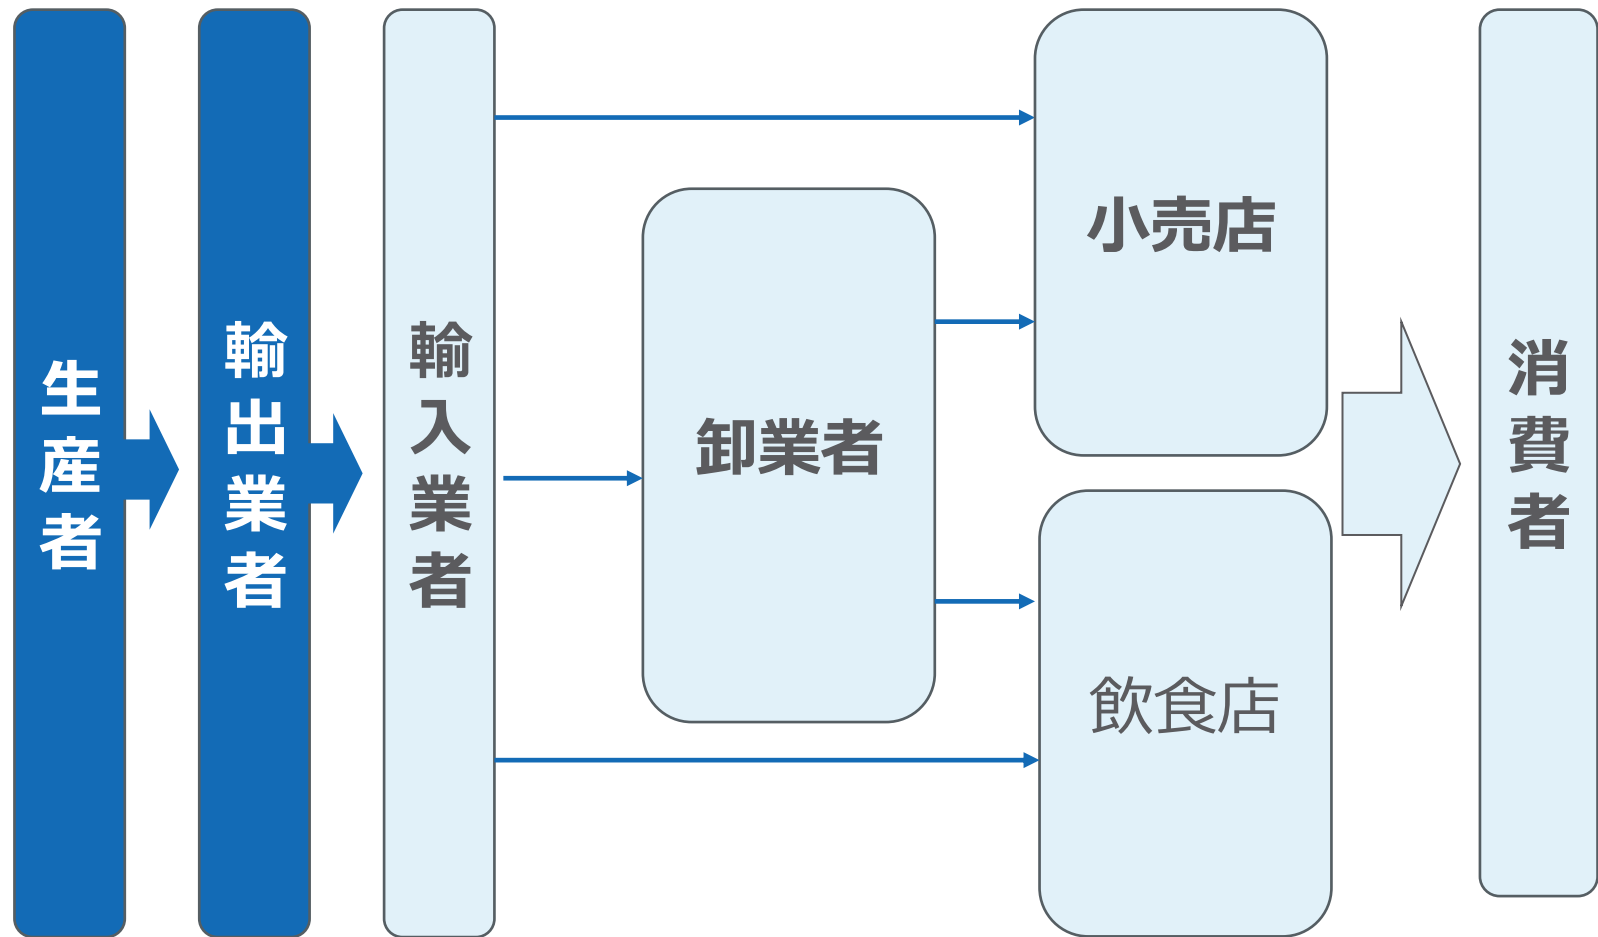 生産者
輸出業者
輸入業者
卸業者
小売店
飲食店
消費者